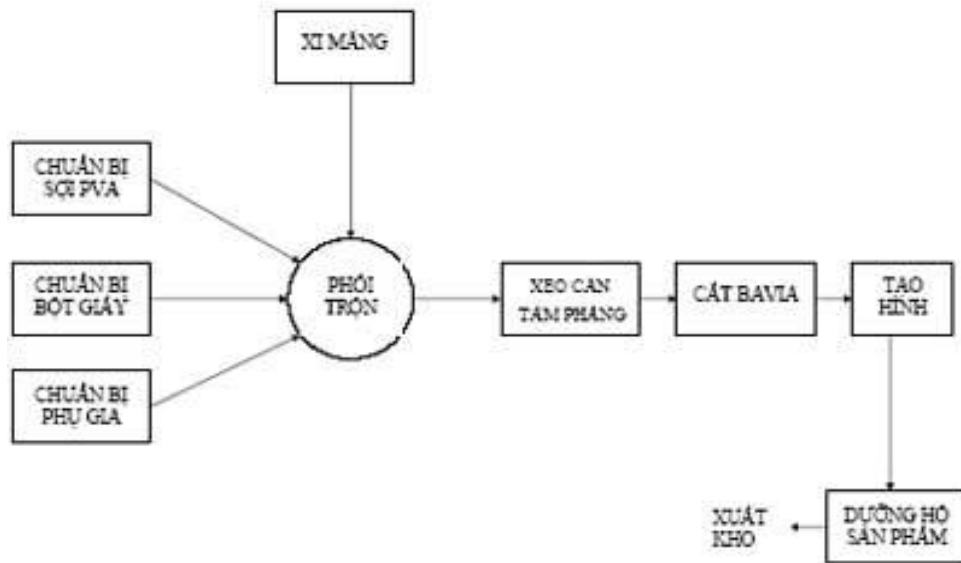 XI MĂNG
CHUẨN BỊ
SỢI PVA
CHUẨN BỊ
BỘT GIẤY
CHUẨN BỊ
PHỤ GIA
PHỐI
TRỘN
XEO CÁN
TẤM PHẲNG
CẮT BAVIA
TẠO
HÌNH
DƯỠNG HỘ
SẢN PHẨM
XUẤT
KHO